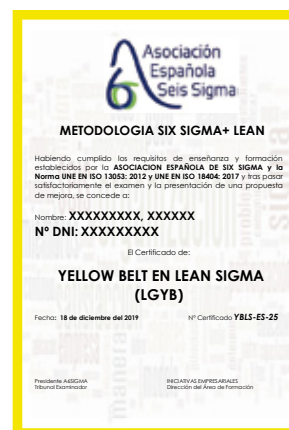 Asociación
Española
Seis Sigma
METODOLOGIA SIX SIGMA+ LEAN
Habiendo cumplido los requisitos de enseñanza y formación
establecidos por la ASOCIACION ESPAÑOLA DE SIX SIGMA y la
Norma UNE EN ISO 13053: 2012 y UNE EN ISO 18404: 2017 y tras pasar
satisfactoriamente el examen y la presentación de una propuesta
de mejora, se concede a:
Nombre: XXXXXXXXX, XXXXXX
Nº DNI: XXXXXXXXX
El Certificado de:
YELLOW BELT EN LEAN SIGMA
(LGYB)
Fecha: 18 de diciembre del 2019 Nº Certificado YBLS-ES-25
Presidente A6SIGMA INICIATIVAS EMPRESARIALES
Tribunal Examinador Dirección del Área de Formación